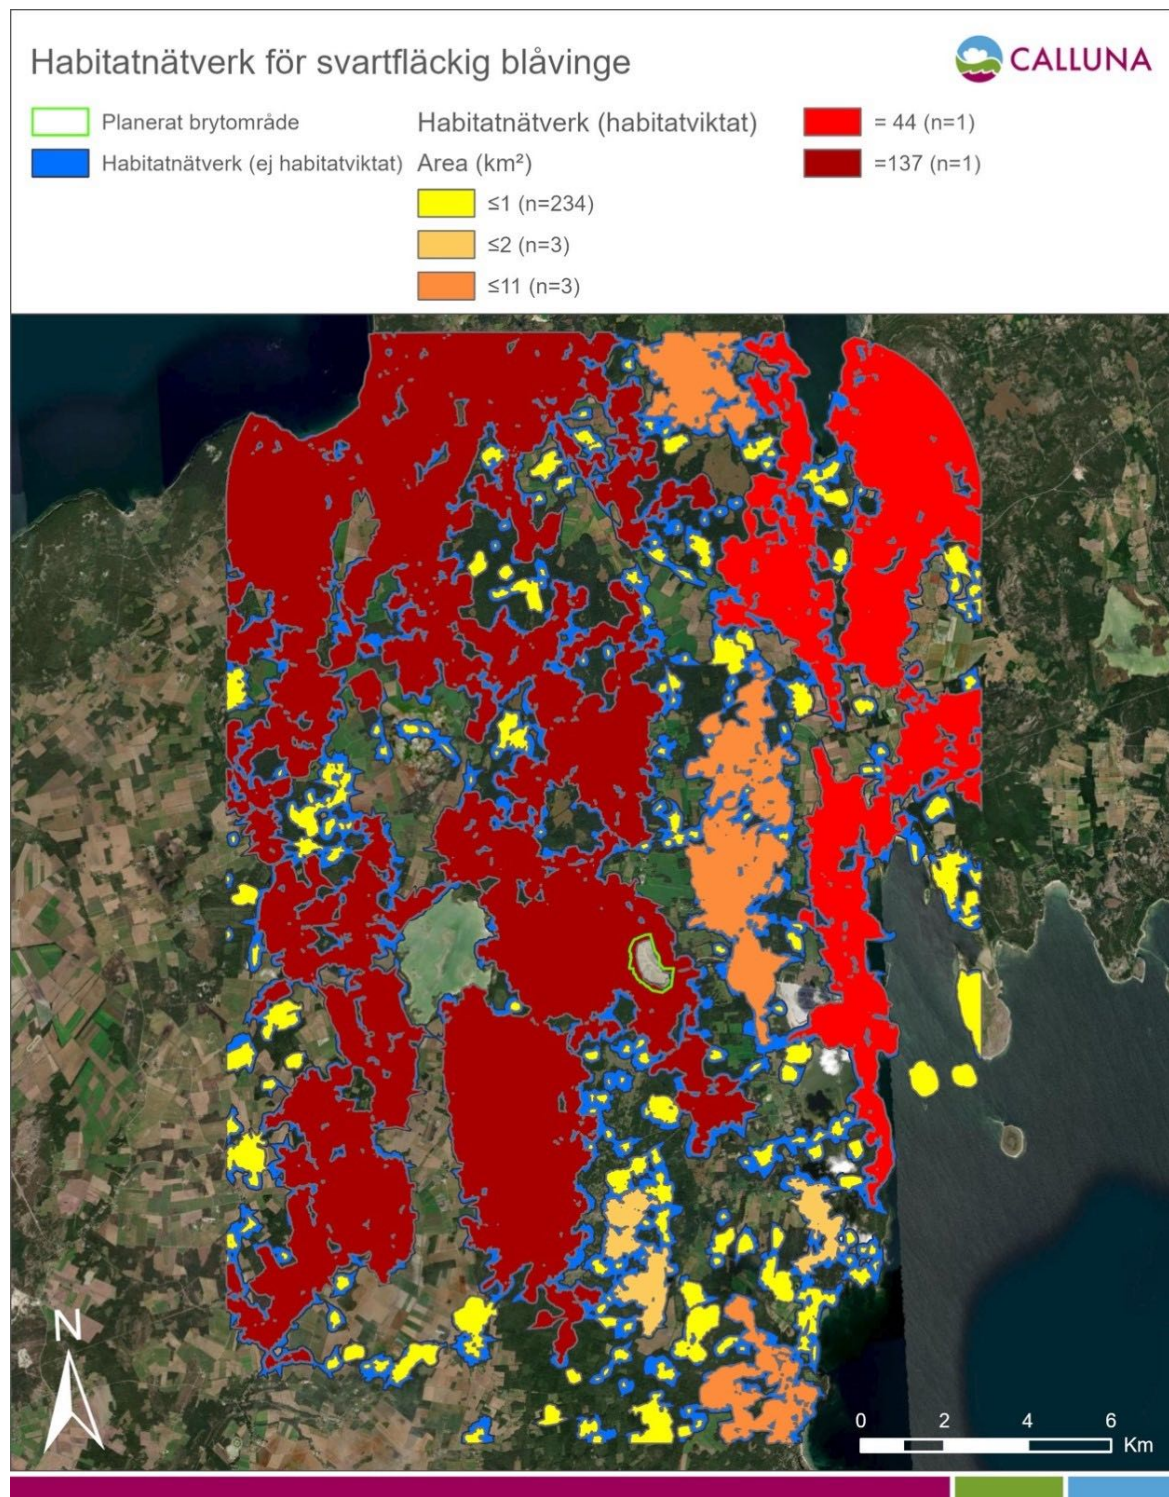 Habitatnätverk för svartfläckig blåvinge
CALLUNA
Planerat brytområde
Habitatnätverk (ej habitatviktat)
Habitatnätverk (habitatviktat)
Area (km²)
≤1 (n=234)
≤2 (n=3)
≤11 (n=3)
= 44 (n=1)
=137 (n=1)
N
0 2 4 6
Km